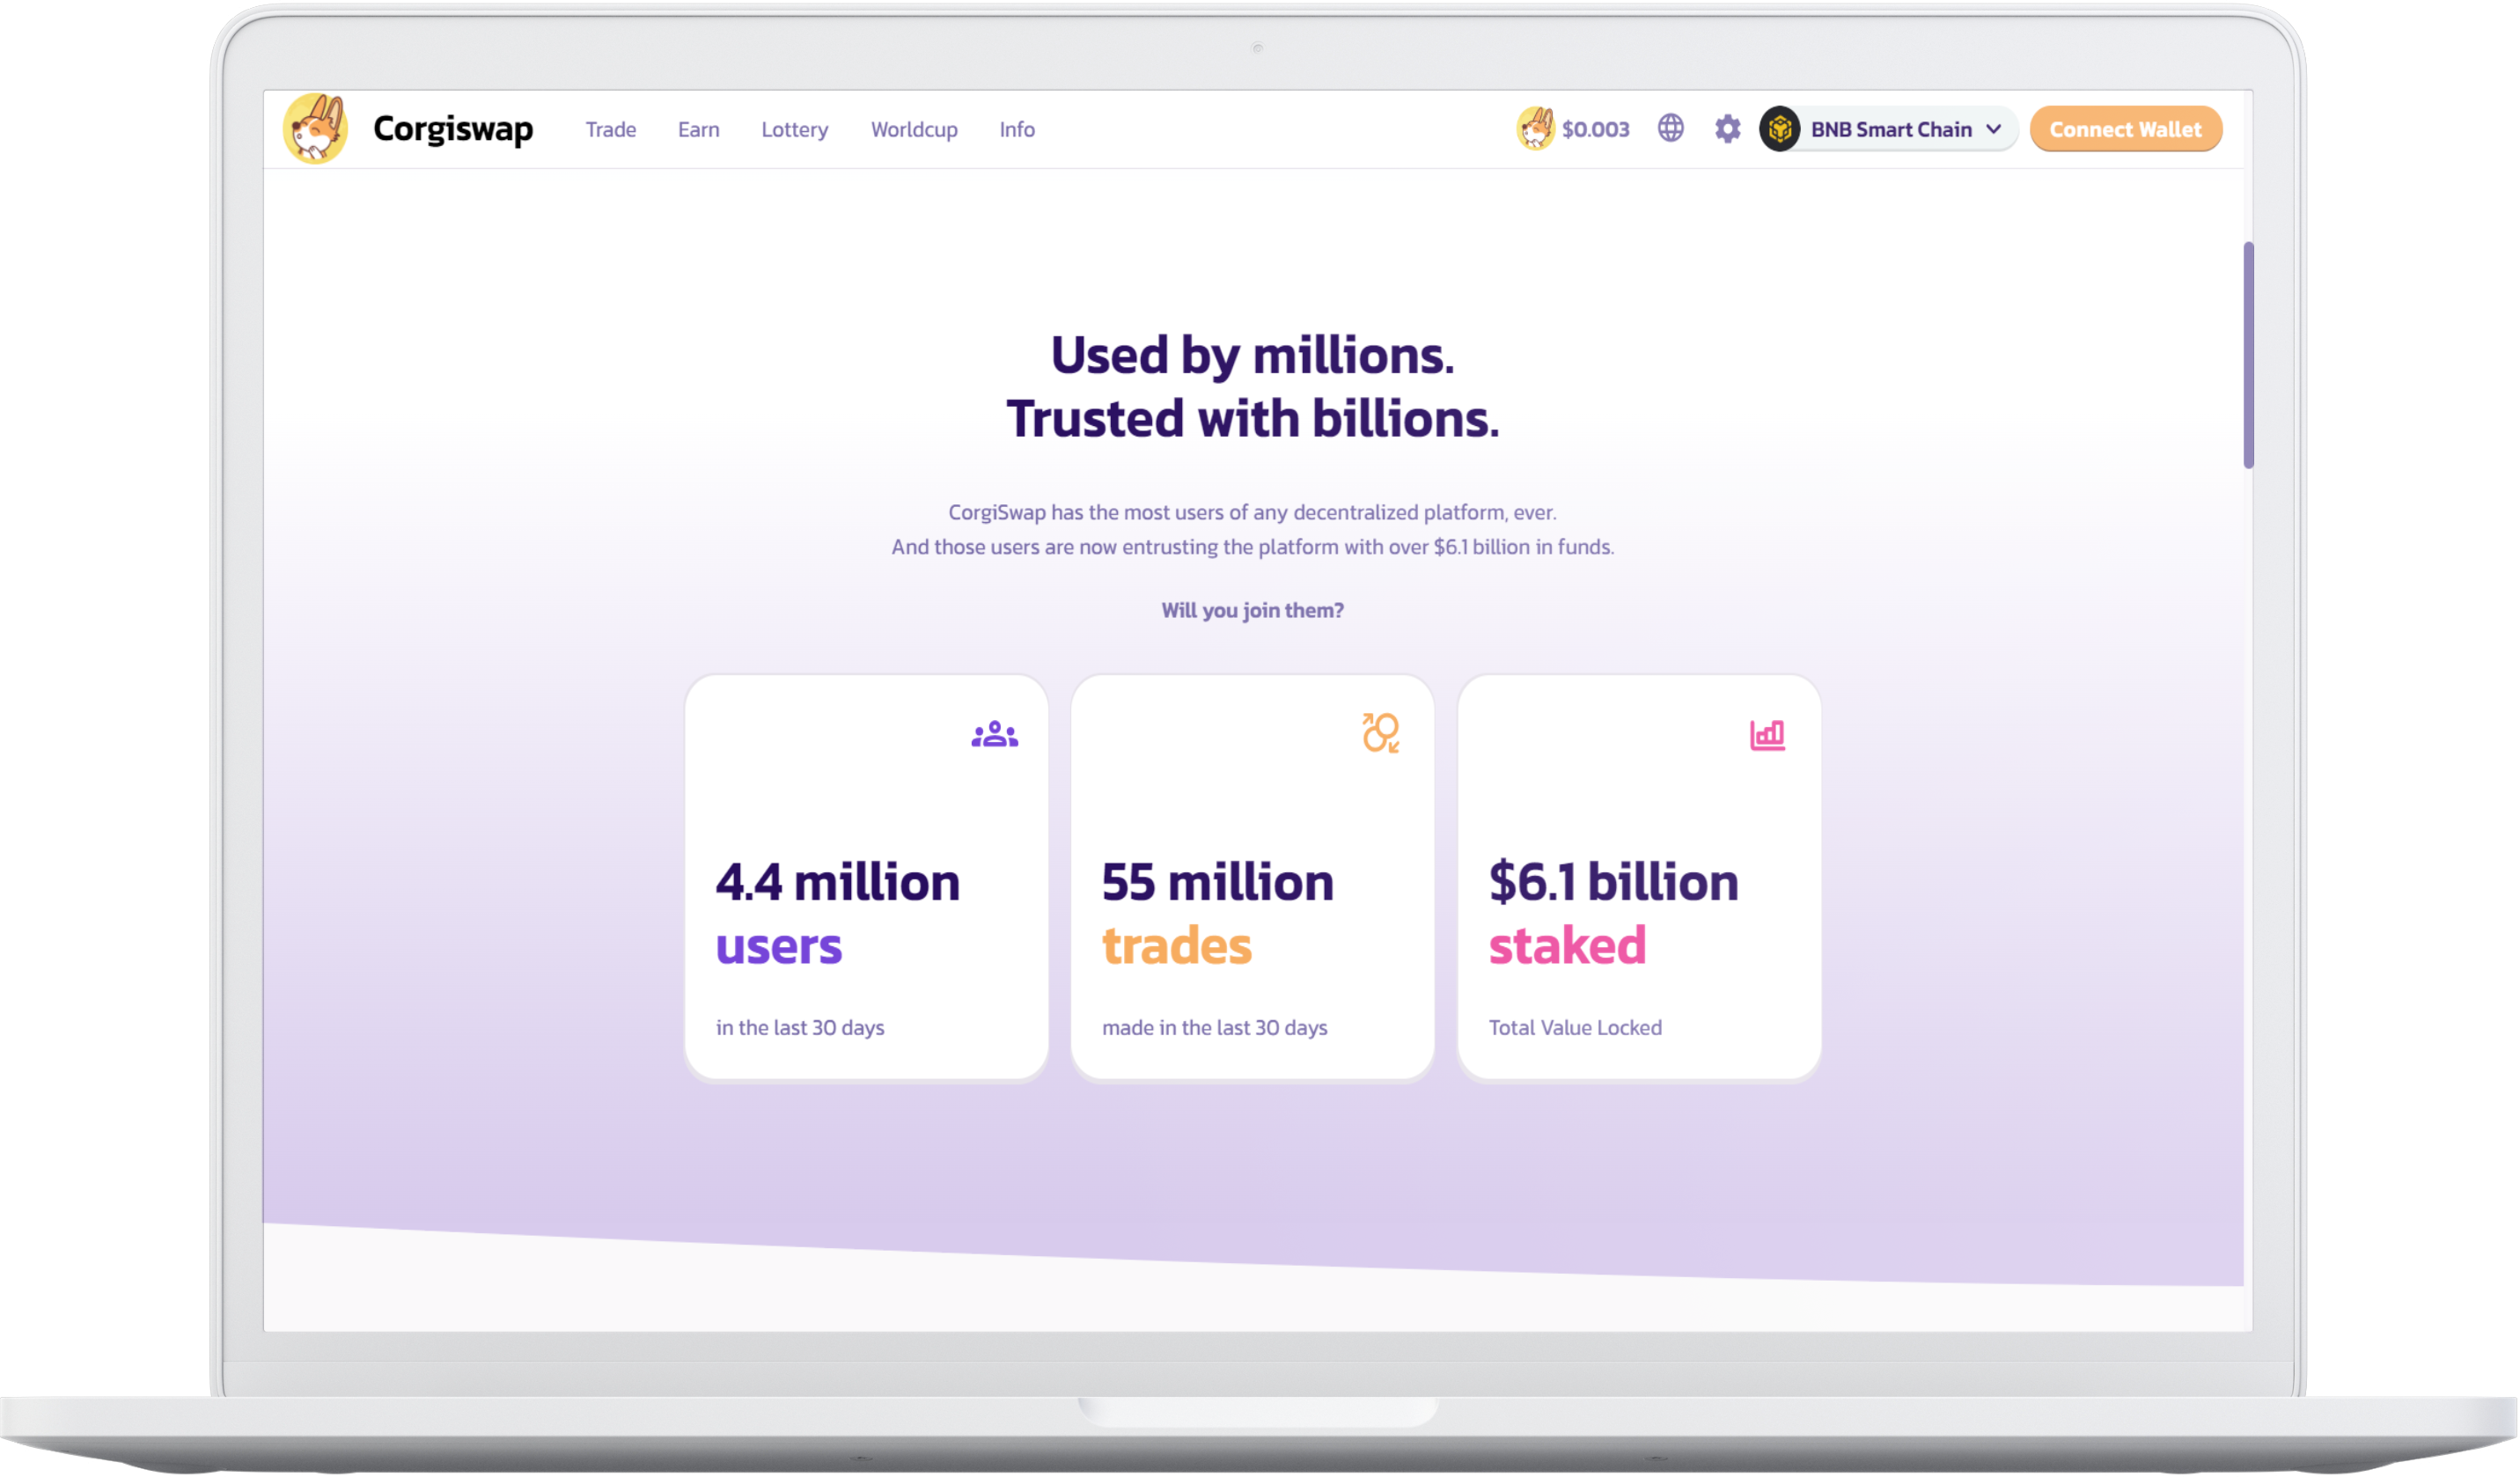 Corgiswap
Trade
Earn
Lottery
Worldcup
Info
$0.003
BNB Smart Chain
Connect Wallet
Used by millions.
Trusted with billions.
CorgiSwap has the most users of any decentralized platform, ever.
And those users are now entrusting the platform with over $6.1 billion in funds.
Will you join them?
4.4 million
users
in the last 30 days
55 million
trades
made in the last 30 days
$6.1 billion
staked
Total Value Locked